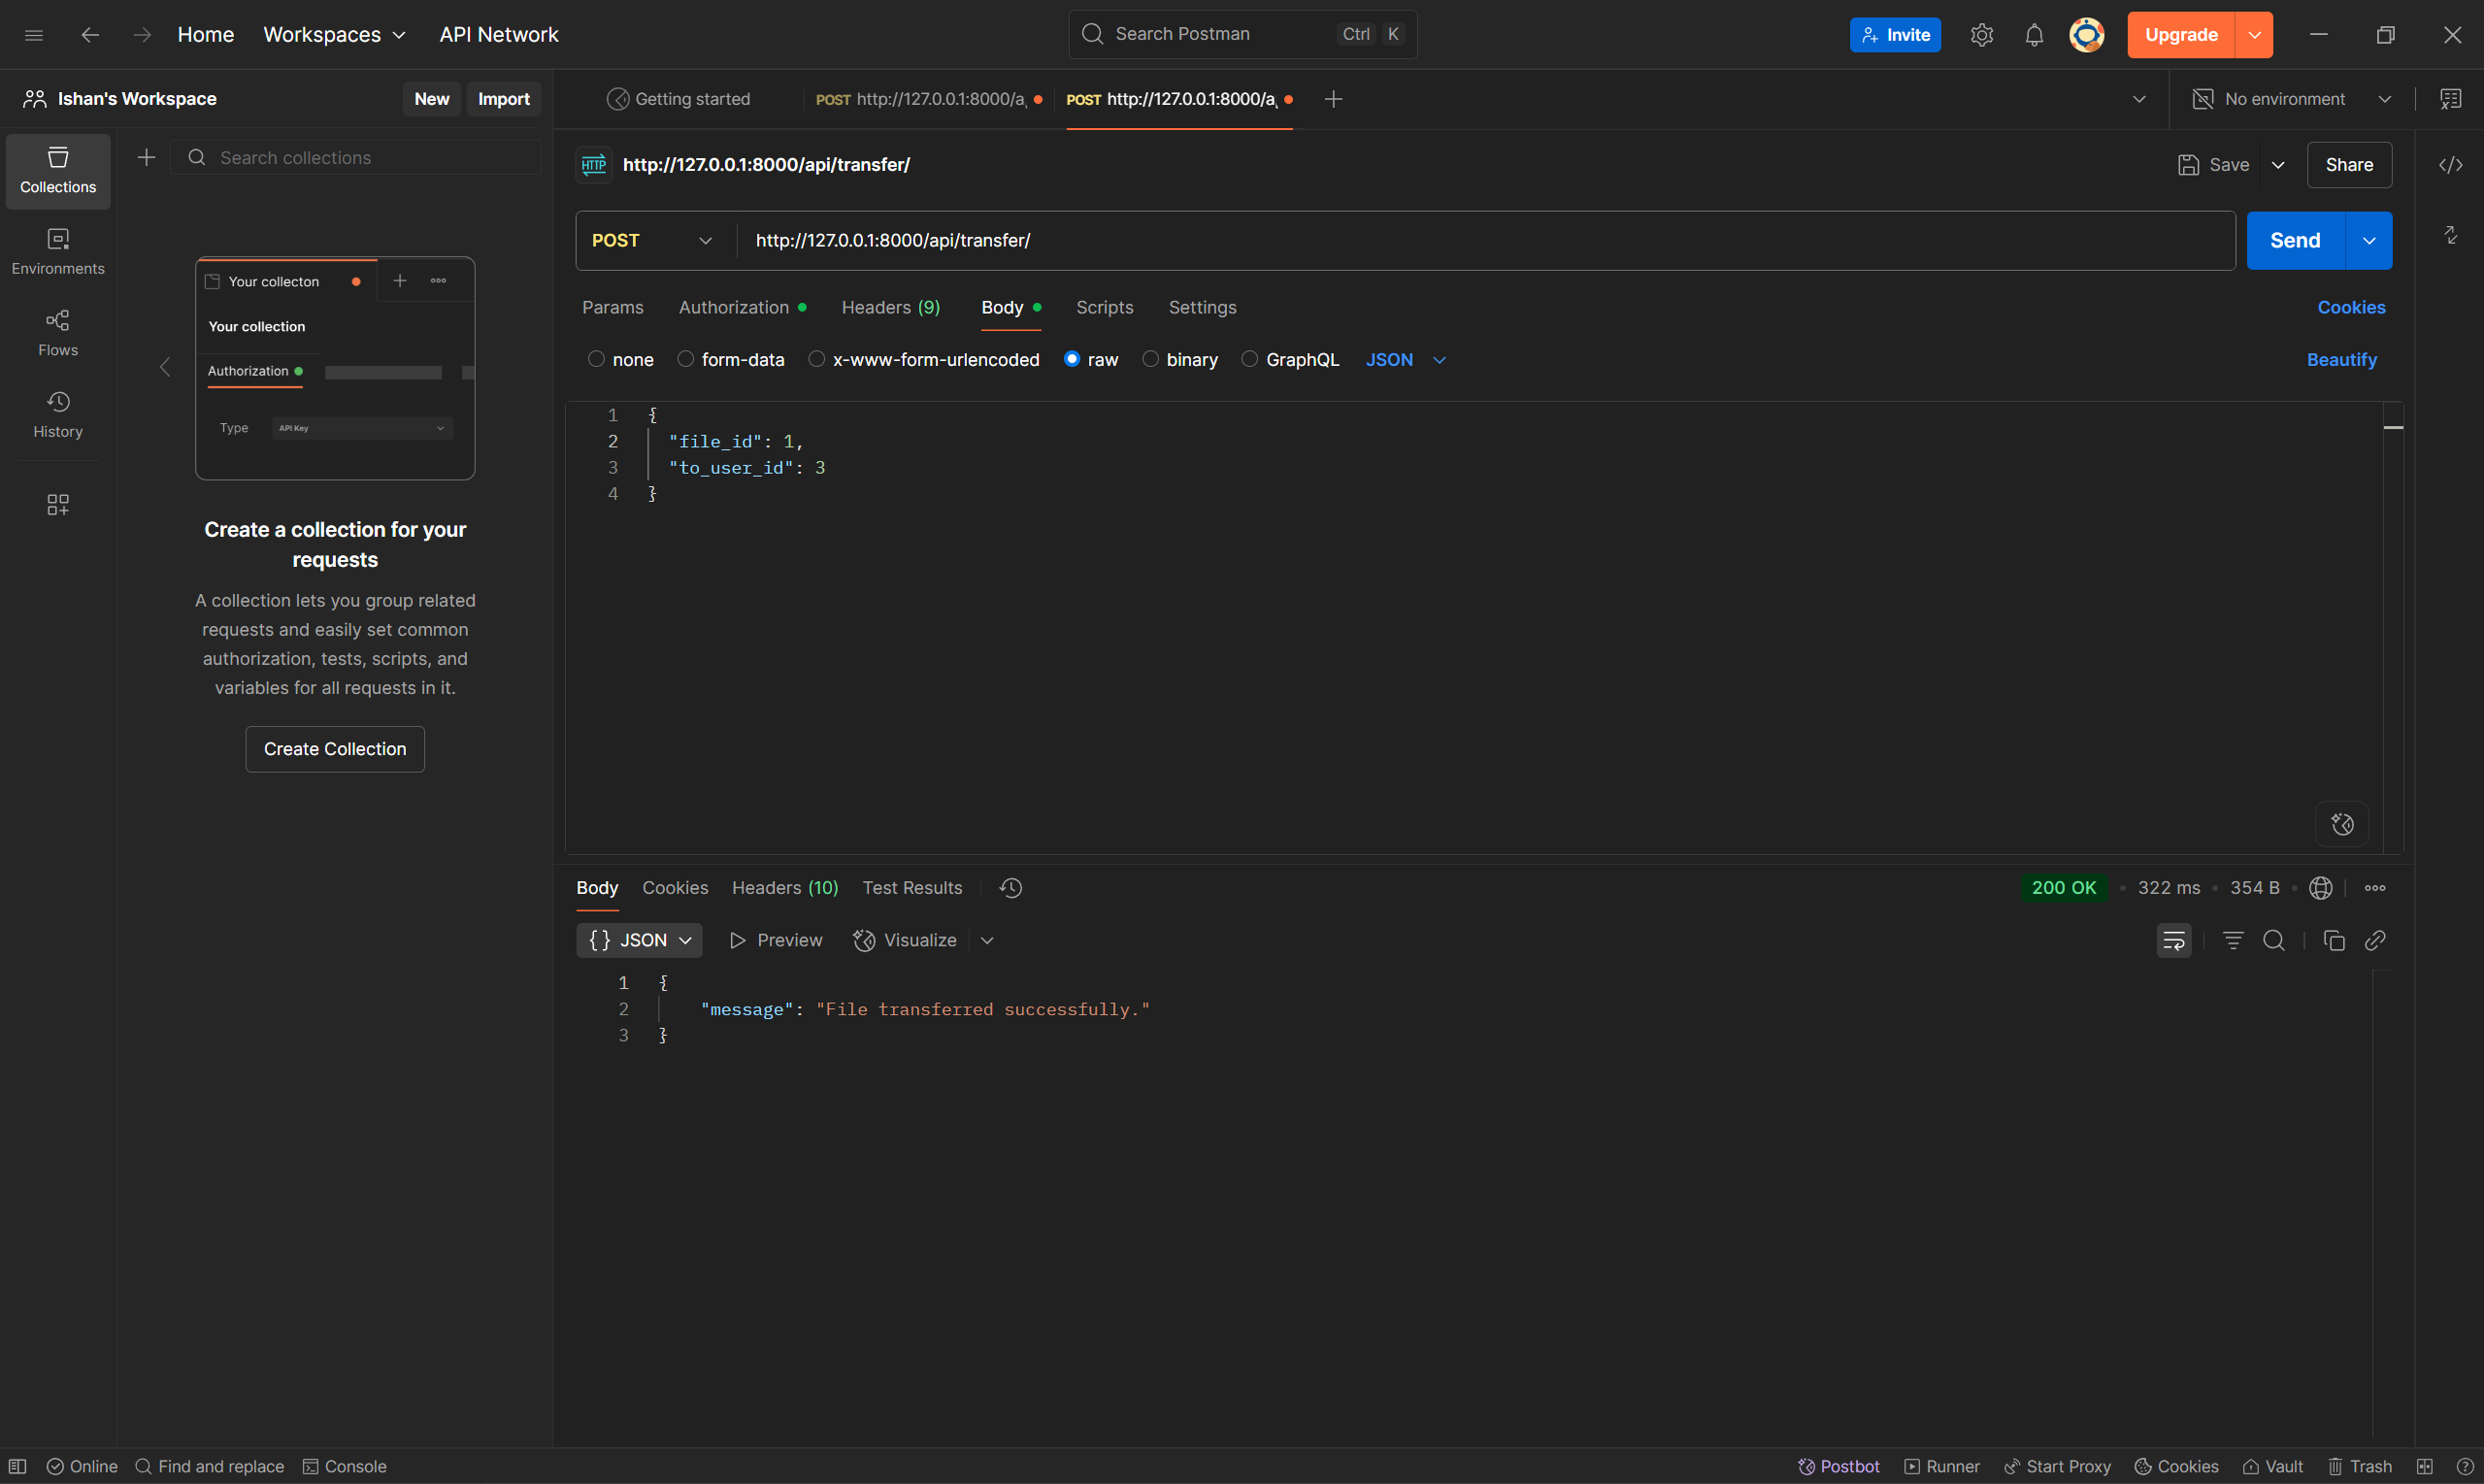 Home Workspaces API Network Search Postman Ctrl K Invite Upgrade
Ishan's Workspace New Import Getting started POST http://127.0.0.1:8000/a POST http://127.0.0.1:8000/a No environment
Collections
Search collections
Environments
Flows
History
Your collecton
Your collection
Authorization
Type API Key
Create a collection for your
requests
A collection lets you group related
requests and easily set common
authorization, tests, scripts, and
variables for all requests in it.
Create Collection
HTTP http://127.0.0.1:8000/api/transfer/ Save Share
POST http://127.0.0.1:8000/api/transfer/ Send
Params Authorization Headers (9) Body Scripts Settings Cookies
none form-data x-www-form-urlencoded raw binary GraphQL JSON Beautify
1 {
2 "file_id": 1,
3 "to_user_id": 3
4 }
Body Cookies Headers (10) Test Results 200 OK • 322 ms • 354 B
{} JSON Preview Visualize
1 {
2 "message": "File transferred successfully."
3 }
Online Find and replace Console Postbot Runner Start Proxy Cookies Vault Trash